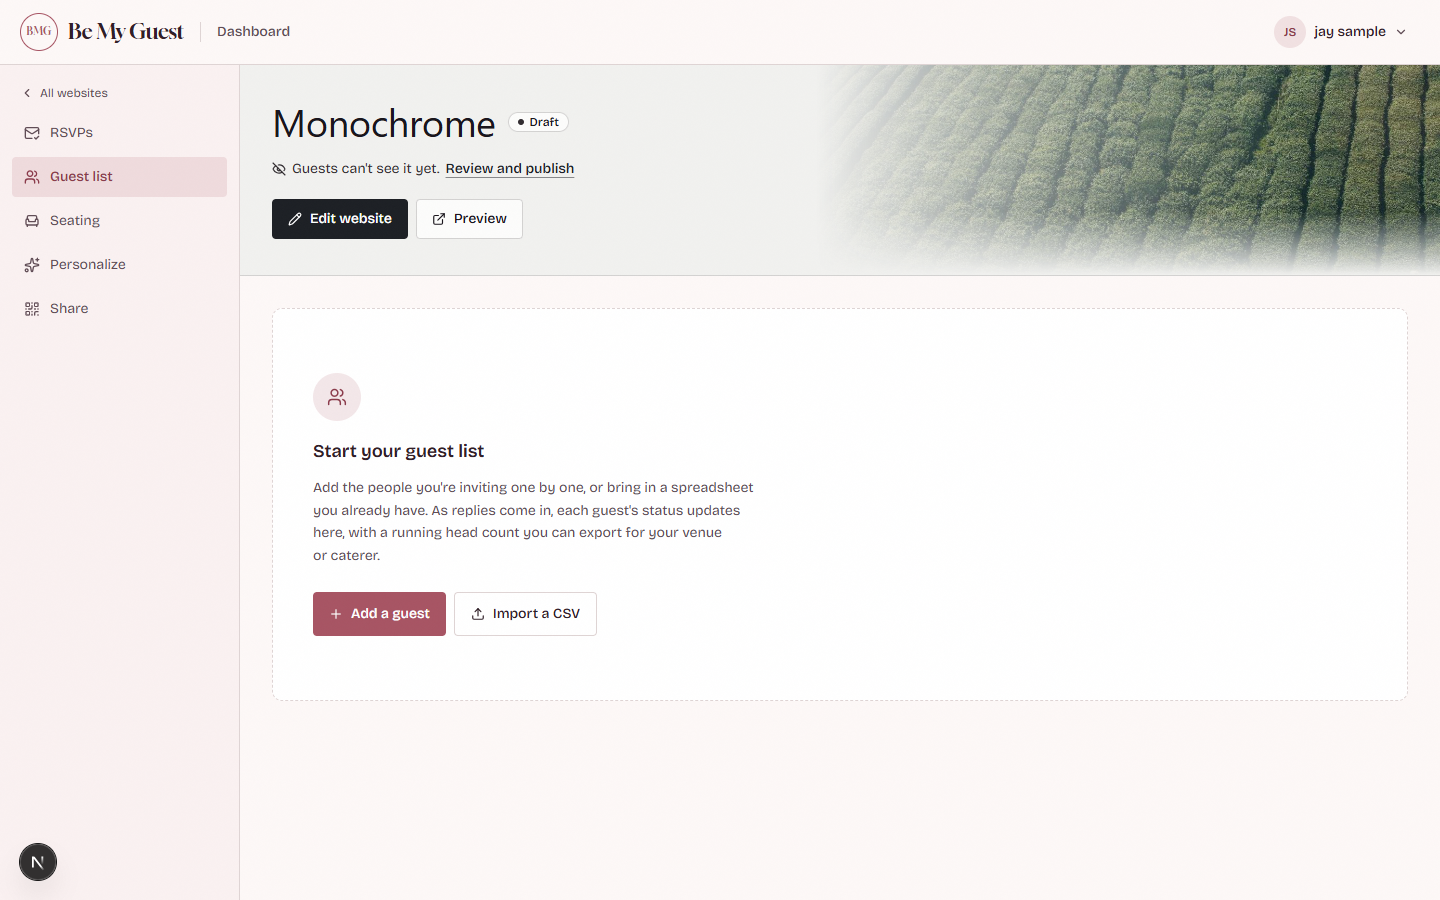 BMG Be My Guest Dashboard
JS jay sample
All websites
RSVPs
Guest list
Seating
Personalize
Share
Monochrome
Draft
Guests can't see it yet. Review and publish
Edit website
Preview
Start your guest list
Add the people you're inviting one by one, or bring in a spreadsheet
you already have. As replies come in, each guest's status updates
here, with a running head count you can export for your venue
or caterer.
Add a guest
Import a CSV
N